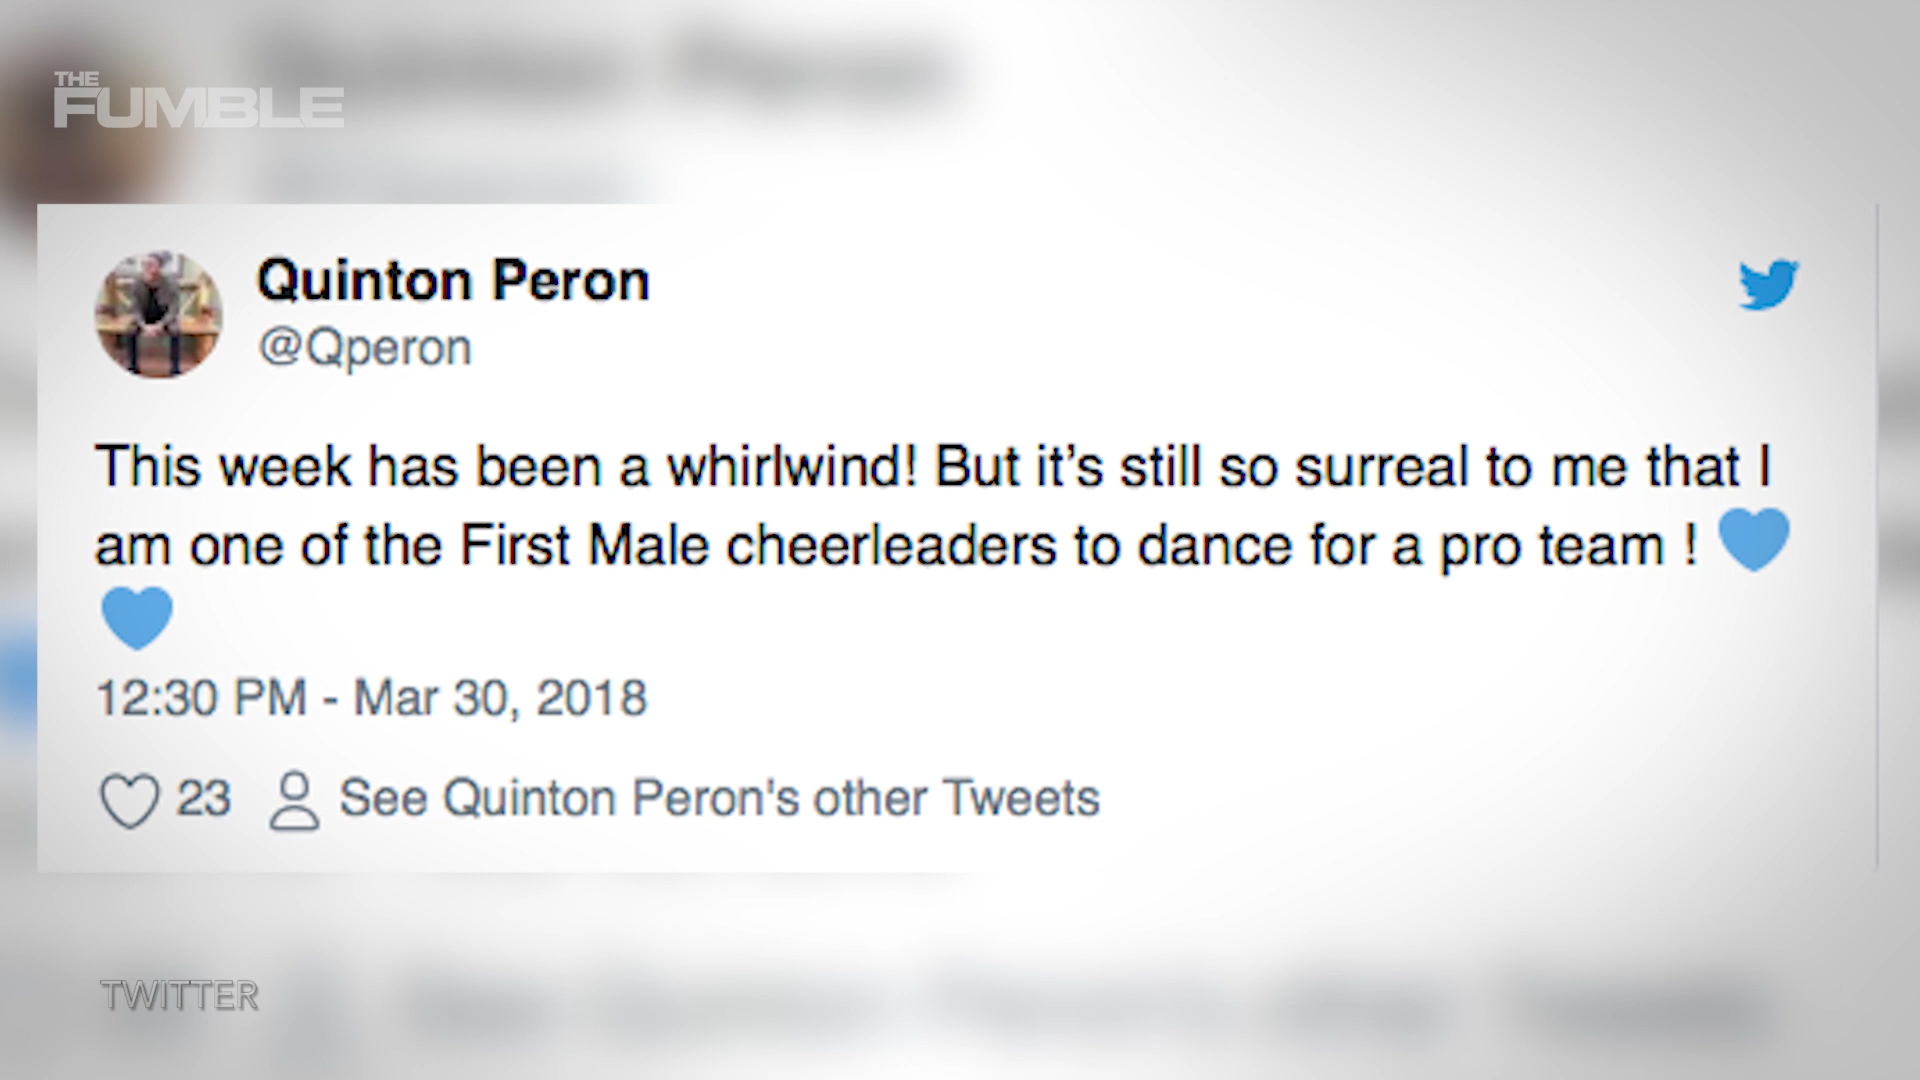 THE
FUMBLE
Quinton Peron
@Qperon
This week has been a whirlwind! But it’s still so surreal to me that I
am one of the First Male cheerleaders to dance for a pro team ! 💙
💙
12:30 PM - Mar 30, 2018
23 See Quinton Peron's other Tweets
TWITTER